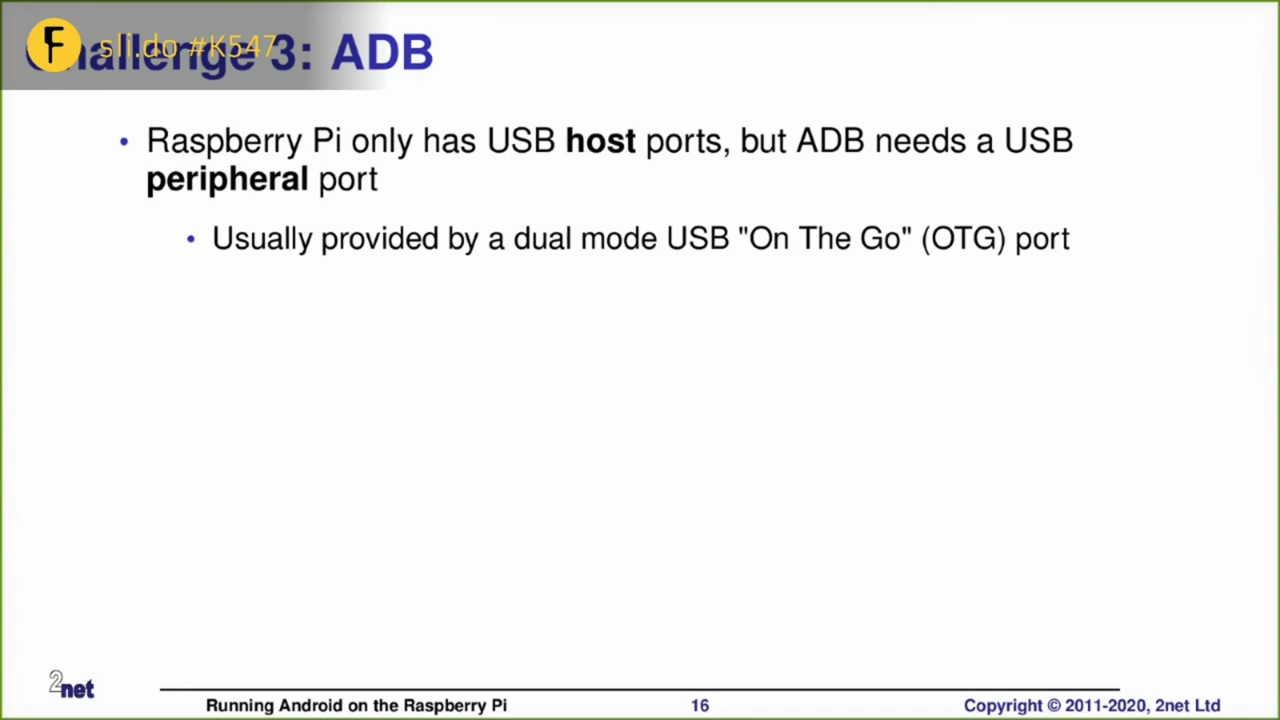 Challenge 3: ADB
sli.do #K547
• Raspberry Pi only has USB host ports, but ADB needs a USB
peripheral port
• Usually provided by a dual mode USB "On The Go" (OTG) port
2net
Running Android on the Raspberry Pi
16
Copyright © 2011-2020, 2net Ltd